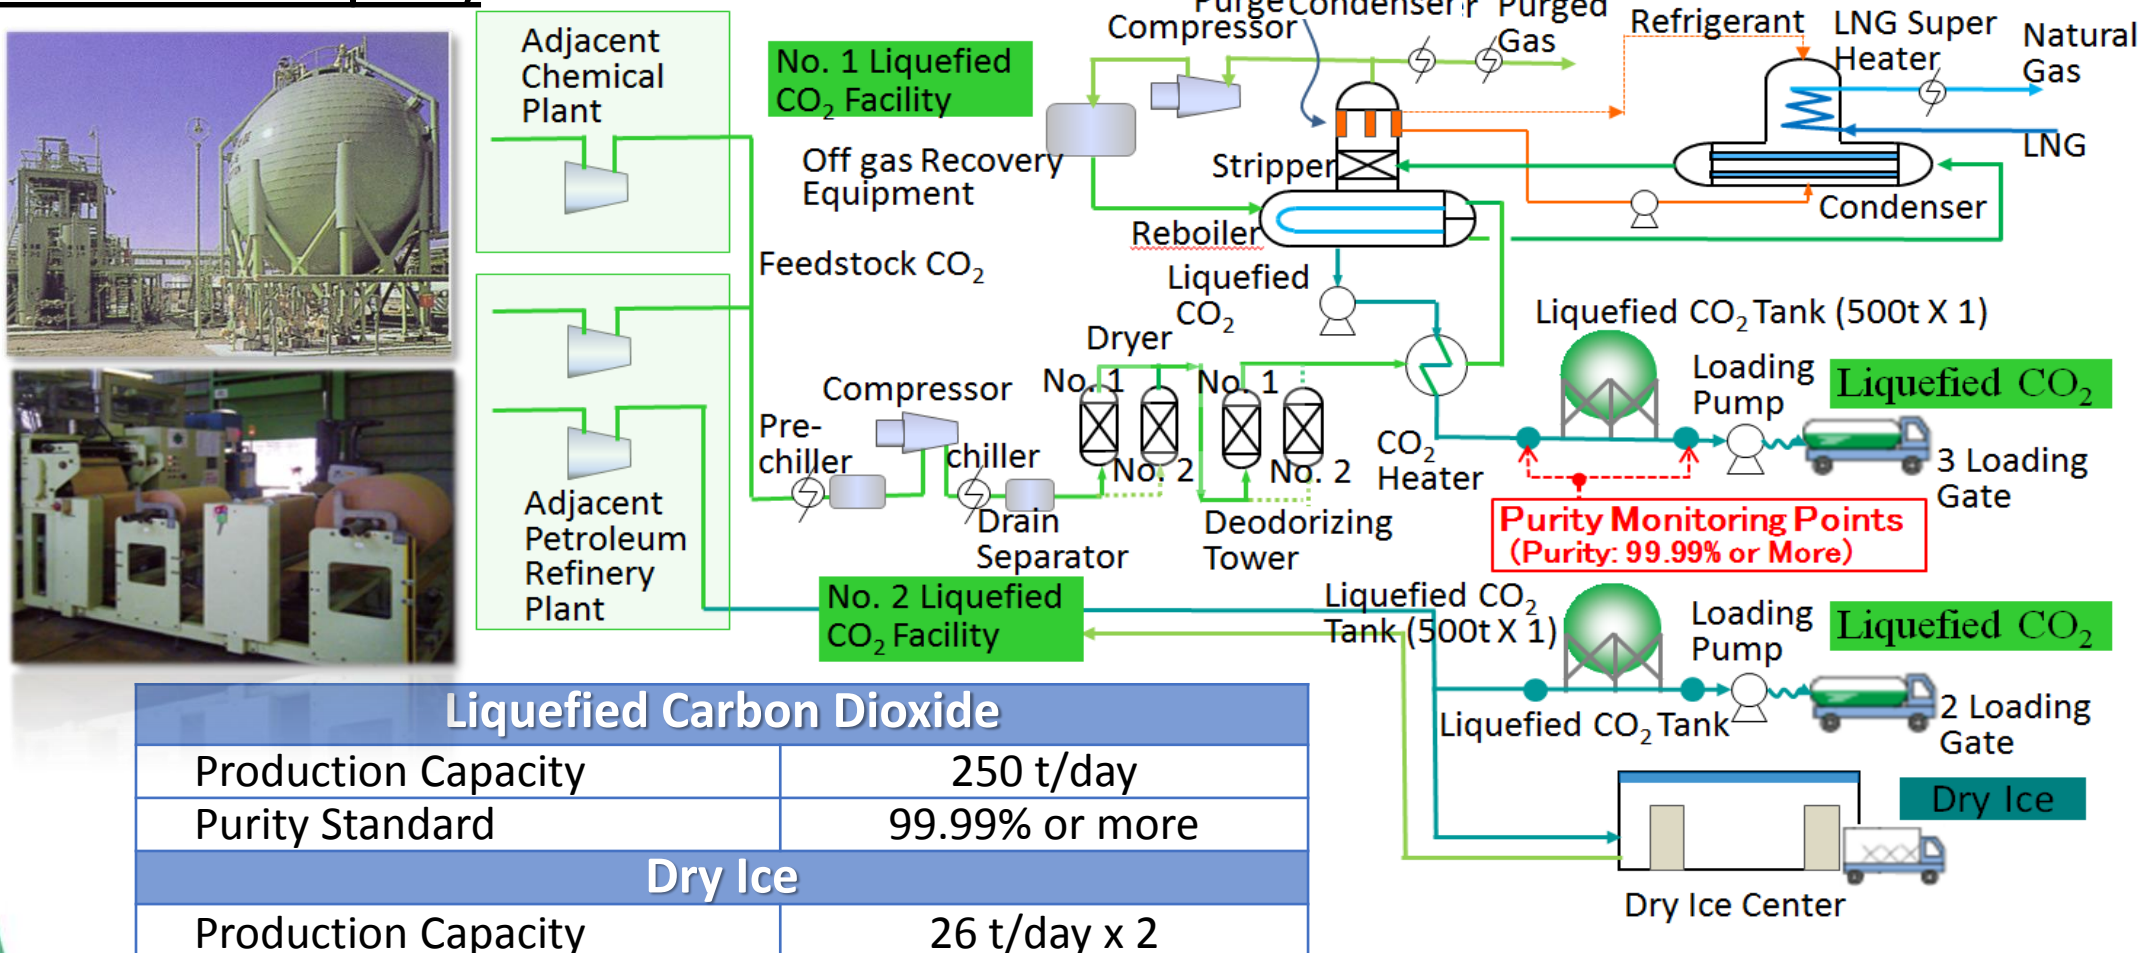 Adjacent
Chemical
Plant
No. 1 Liquefied
CO₂ Facility
Compressor
Condenser
Purged
Gas
Refrigerant
LNG Super
Heater
Natural
Gas
LNG
Off gas Recovery
Equipment
Stripper
Reboiler
Condenser
Feedstock CO₂
Liquefied
CO₂
Dryer
No. 1
No. 2
No. 1
No. 2
Compressor
Pre-
chiller
chiller
Drain
Separator
Deodorizing
Tower
CO₂
Heater
Liquefied CO₂ Tank (500t X 1)
Loading
Pump
Liquefied CO₂
3 Loading
Gate
Purity Monitoring Points
(Purity: 99.99% or More)
Adjacent
Petroleum
Refinery
Plant
No. 2 Liquefied
CO₂ Facility
Liquefied CO₂
Tank (500t X 1)
Loading
Pump
Liquefied CO₂
Liquefied CO₂ Tank
2 Loading
Gate
Dry Ice
Dry Ice Center
Liquefied Carbon Dioxide
Production Capacity 250 t/day
Purity Standard 99.99% or more
Dry Ice
Production Capacity 26 t/day x 2